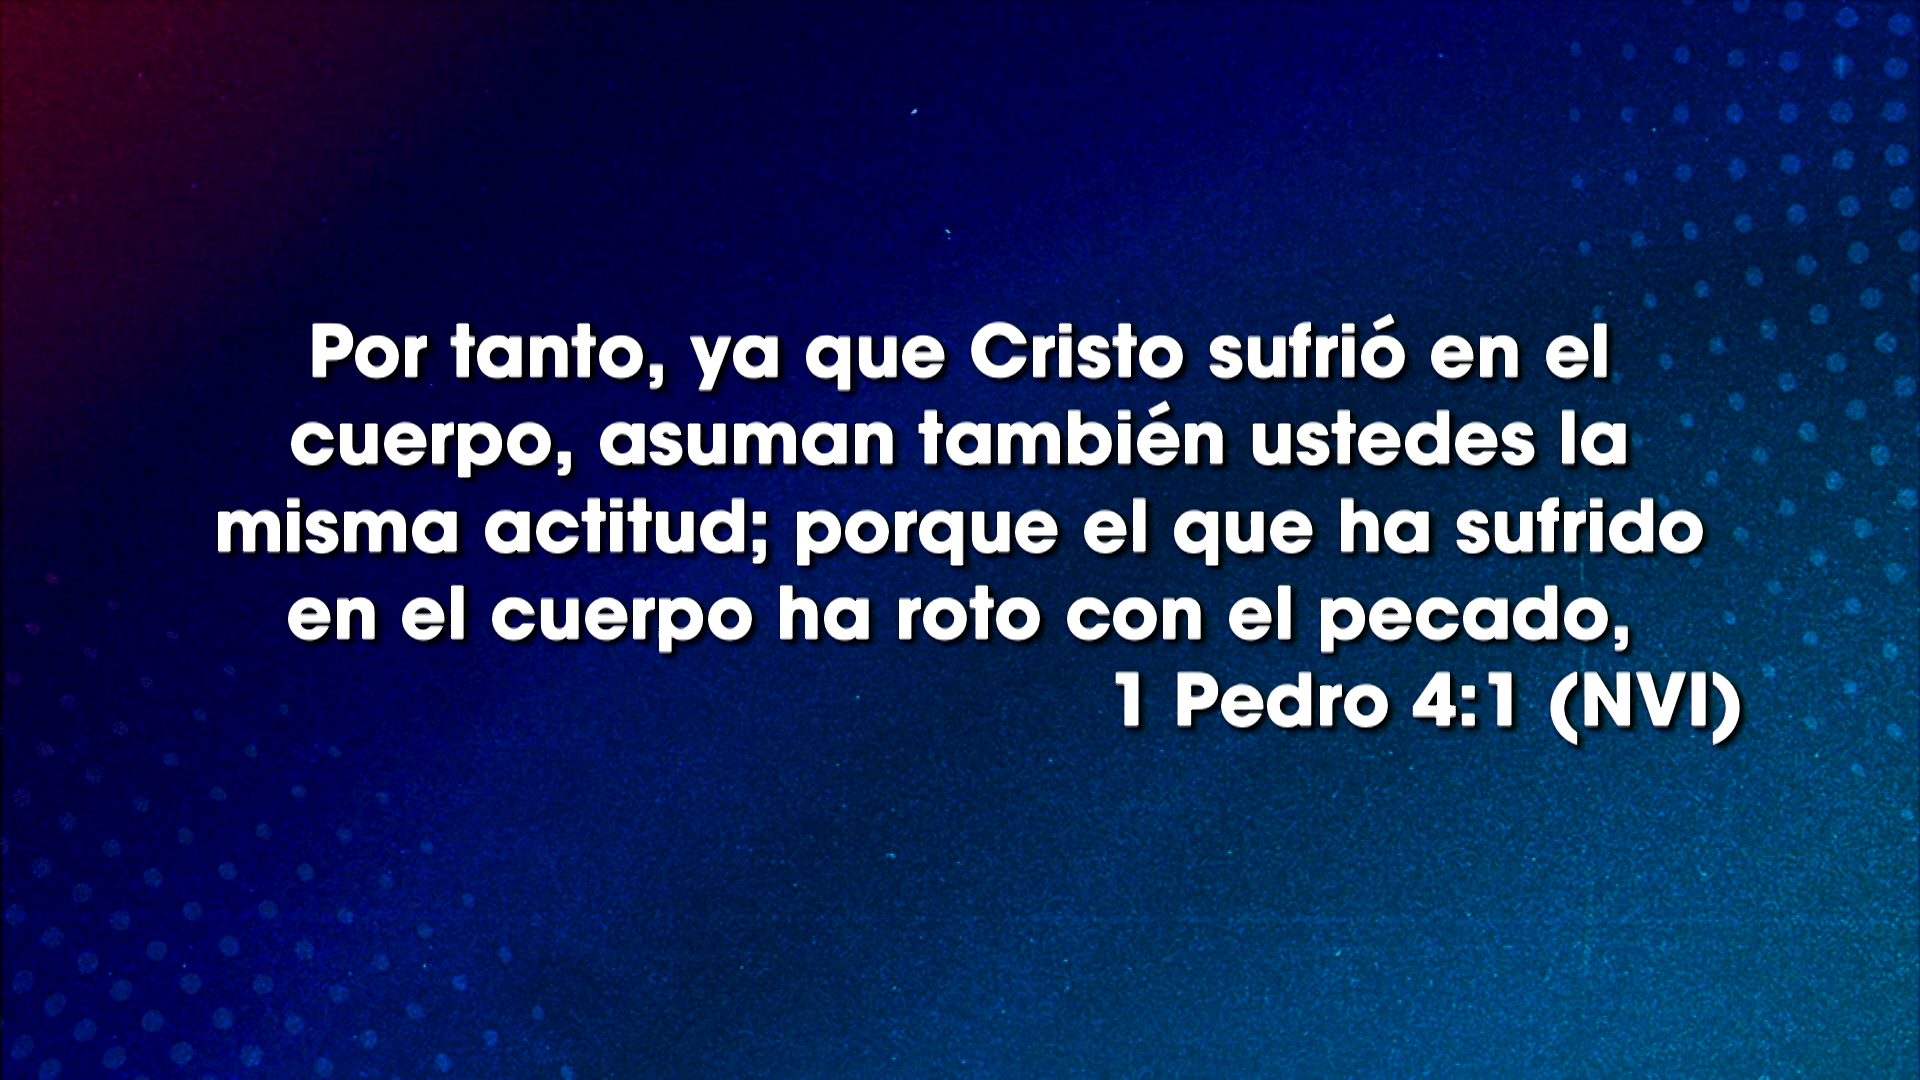 Por tanto, ya que Cristo sufrió en el
cuerpo, asuman también ustedes la
misma actitud; porque el que ha sufrido
en el cuerpo ha roto con el pecado,
1 Pedro 4:1 (NVI)